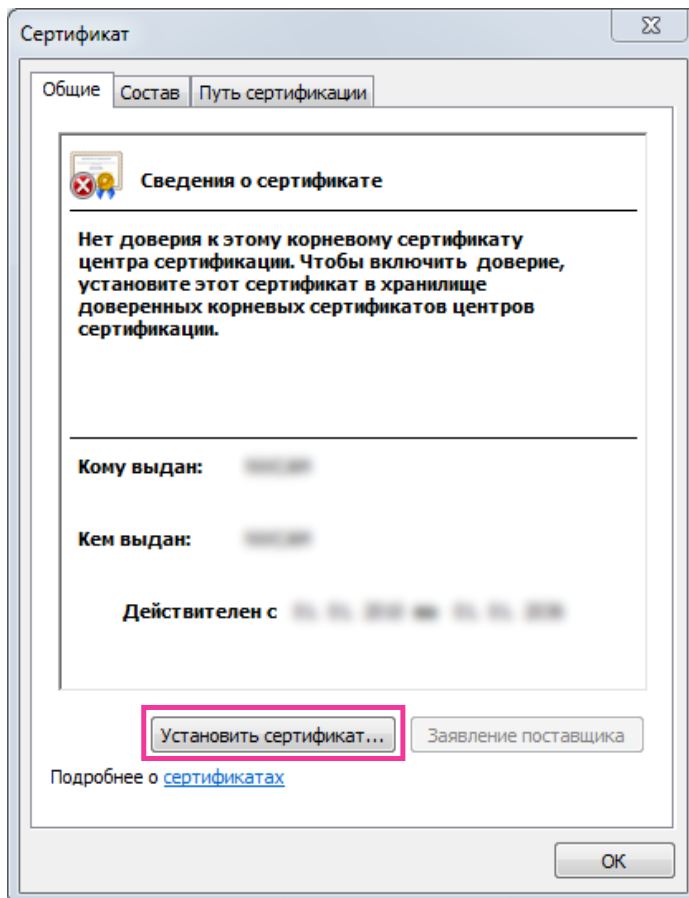 Сертификат
Общие Состав Путь сертификации
Сведения о сертификате
Нет доверия к этому корневому сертификату
центра сертификации. Чтобы включить доверие,
установите этот сертификат в хранилище
доверенных корневых сертификатов центров
сертификации.
Кому выдан:
Кем выдан:
Действителен с
Установить сертификат... Заявление поставщика
Подробнее о сертификатах
ОК